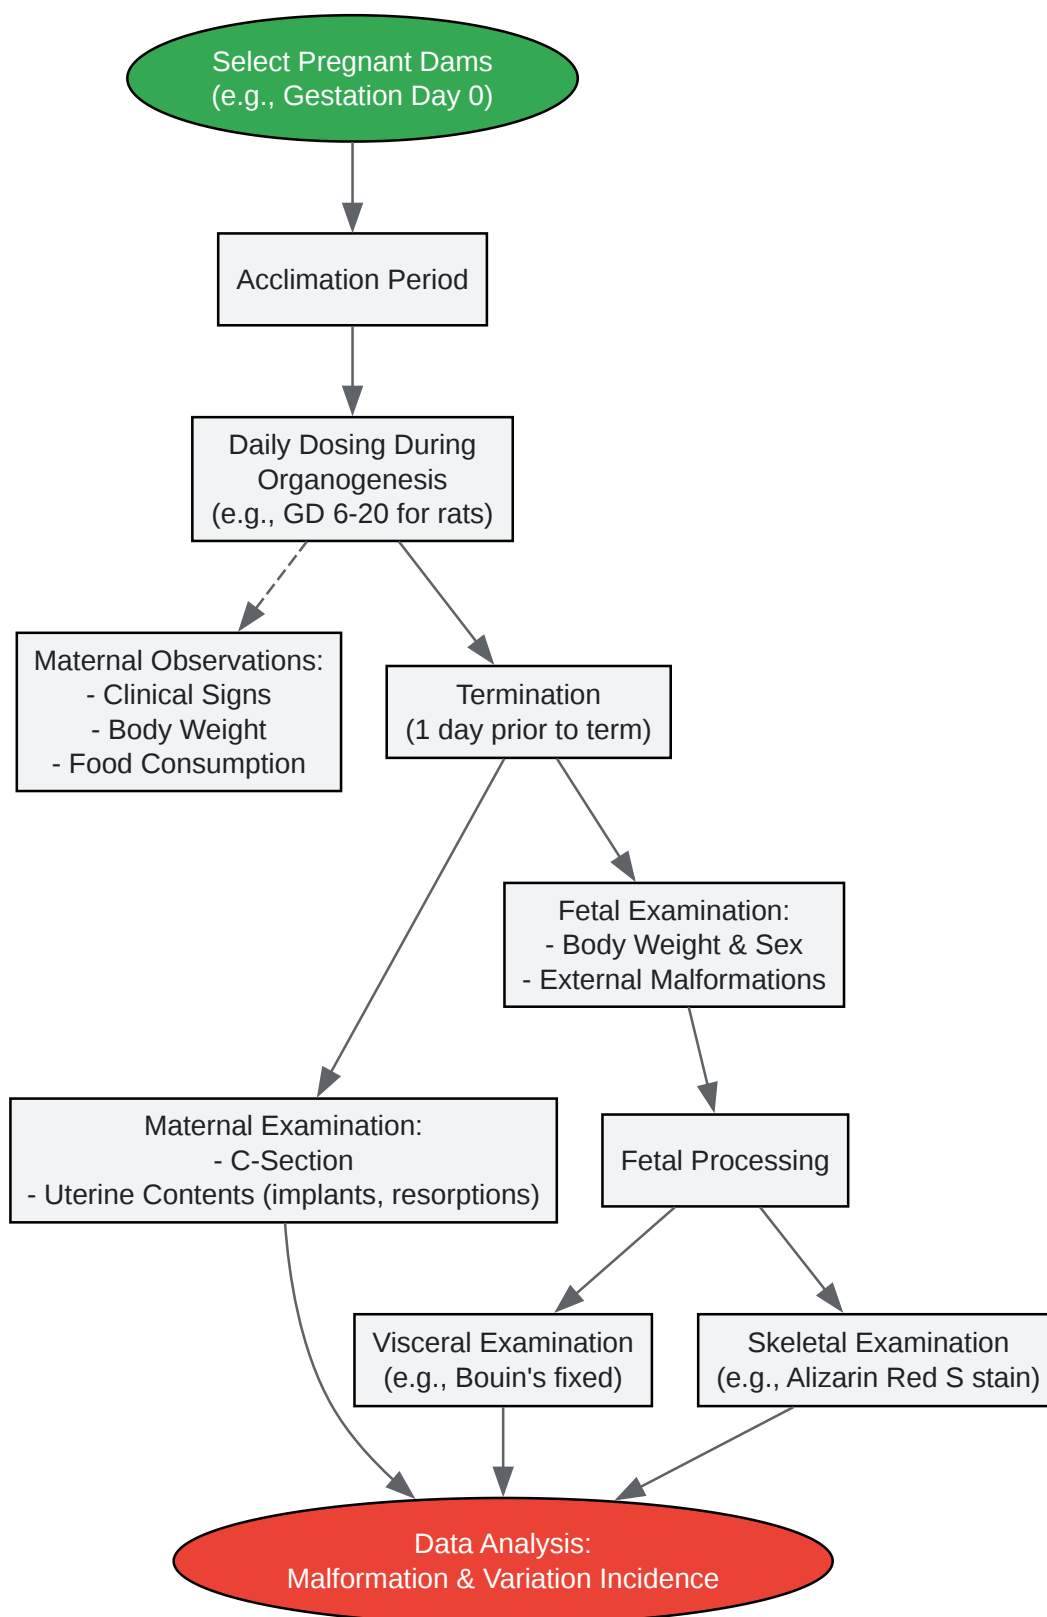 Select Pregnant Dams
(e.g., Gestation Day 0)
Acclimation Period
Daily Dosing During
Organogenesis
(e.g., GD 6-20 for rats)
Maternal Observations:
- Clinical Signs
- Body Weight
- Food Consumption
Termination
(1 day prior to term)
Fetal Examination:
- Body Weight & Sex
- External Malformations
Maternal Examination:
- C-Section
- Uterine Contents (implants, resorptions)
Fetal Processing
Visceral Examination
(e.g., Bouin's fixed)
Skeletal Examination
(e.g., Alizarin Red S stain)
Data Analysis:
Malformation & Variation Incidence